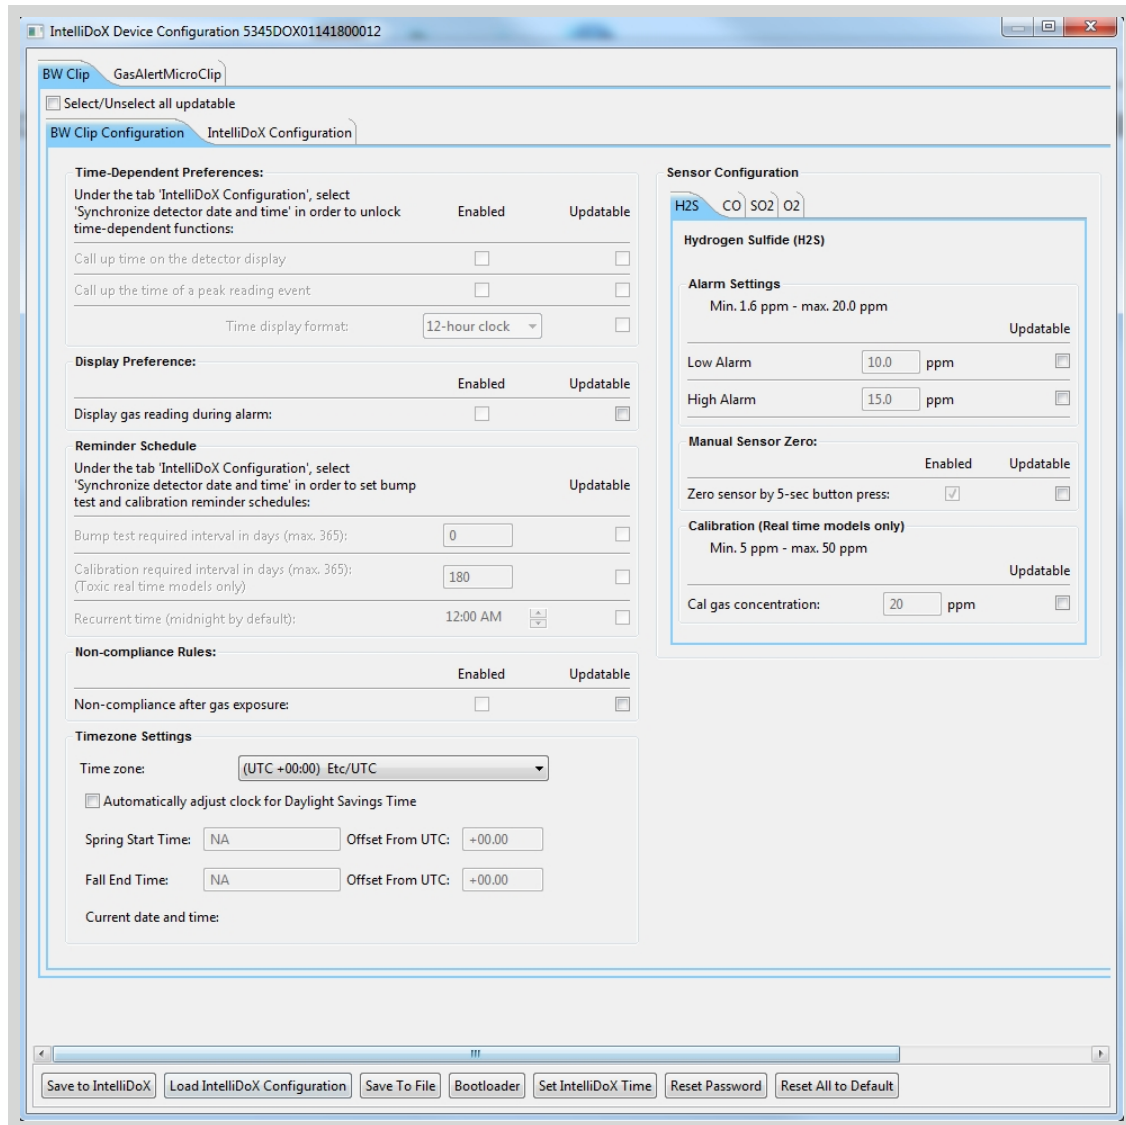 IntelliDoX Device Configuration 5345DOX01141800012
BW Clip GasAlertMicroClip
Select/Unselect all updatable
BW Clip Configuration IntelliDoX Configuration
Time-Dependent Preferences:
Under the tab 'IntelliDoX Configuration', select
'Synchronize detector date and time' in order to unlock
time-dependent functions:
Enabled Updatable
Call up time on the detector display
Call up the time of a peak reading event
Time display format: 12-hour clock
Display Preference:
Enabled Updatable
Display gas reading during alarm:
Reminder Schedule
Under the tab 'IntelliDoX Configuration', select
'Synchronize detector date and time' in order to set bump
test and calibration reminder schedules:
Updatable
Bump test required interval in days (max. 365): 0
Calibration required interval in days (max. 365):
(Toxic real time models only)
180
Recurrent time (midnight by default): 12:00 AM
Non-compliance Rules:
Enabled Updatable
Non-compliance after gas exposure:
Timezone Settings
Time zone: (UTC +00:00) Etc/UTC
Automatically adjust clock for Daylight Savings Time
Spring Start Time: NA Offset From UTC: +00.00
Fall End Time: NA Offset From UTC: +00.00
Current date and time:
Sensor Configuration
H2S CO SO2 O2
Hydrogen Sulfide (H2S)
Alarm Settings
Min. 1.6 ppm - max. 20.0 ppm
Updatable
Low Alarm 10.0 ppm
High Alarm 15.0 ppm
Manual Sensor Zero:
Enabled Updatable
Zero sensor by 5-sec button press:
Calibration (Real time models only)
Min. 5 ppm - max. 50 ppm
Updatable
Cal gas concentration: 20 ppm
Save to IntelliDoX Load IntelliDoX Configuration Save To File Bootloader Set IntelliDoX Time Reset Password Reset All to Default